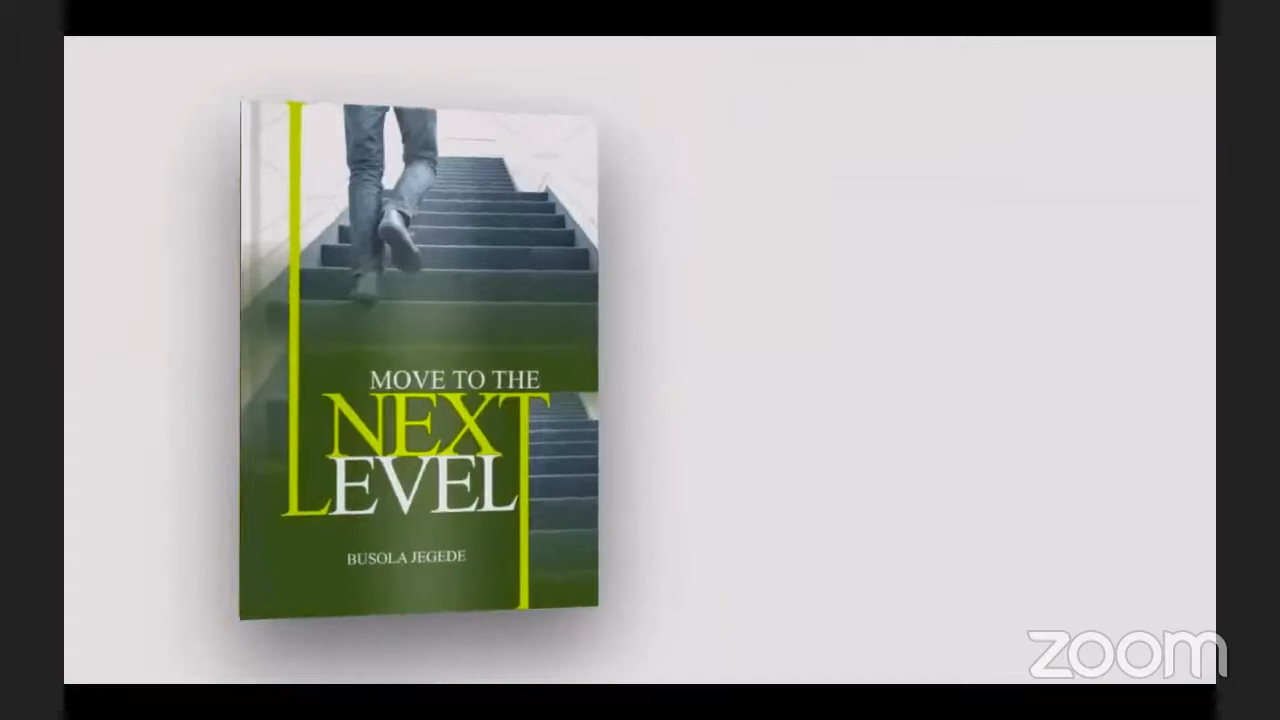 MOVE TO THE
NEXT
LEVEL
BUSOLA JEGEDE
zoom